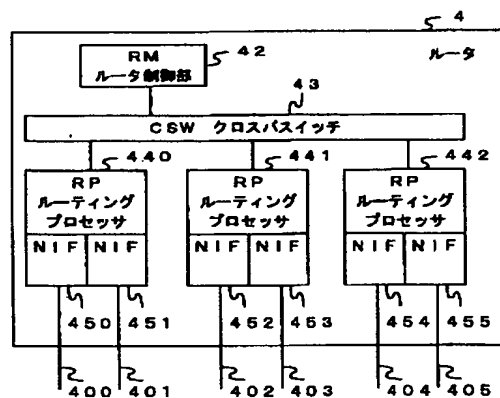 4
ルータ
RM
ルータ制御部
42
43
CSW クロスバスイッチ
440
441
442
RP
ルーティング
プロセッサ
NIF NIF
RP
ルーティング
プロセッサ
NIF NIF
RP
ルーティング
プロセッサ
NIF NIF
450 451 452 453 454 455
400 401 402 403 404 405